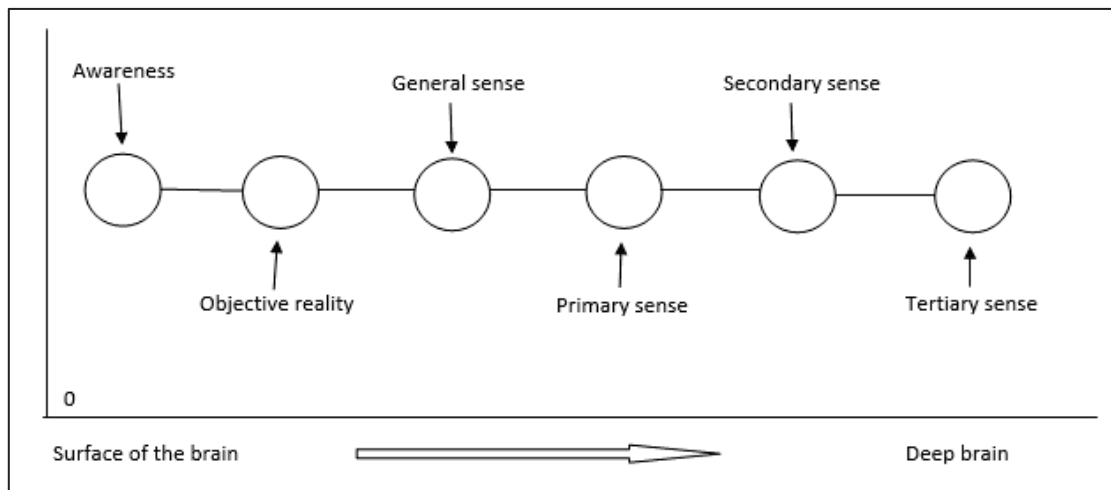 Awareness
General sense
Secondary sense
Objective reality
Primary sense
Tertiary sense
0
Surface of the brain
Deep brain